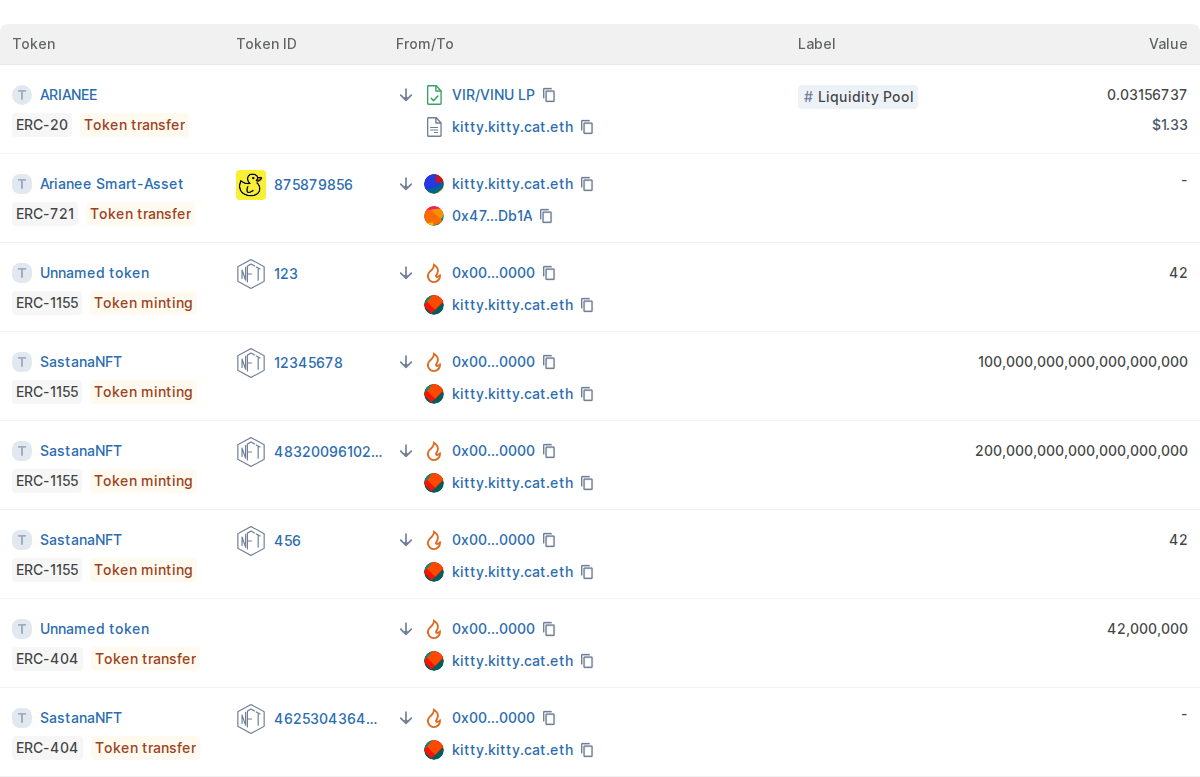 Token Token ID From/To Label Value
T ARIANEE VIR/VINU LP # Liquidity Pool 0.03156737
ERC-20 Token transfer kitty.kitty.cat.eth $1.33
T Arianee Smart-Asset 875879856 kitty.kitty.cat.eth -
ERC-721 Token transfer 0x47...Db1A
T Unnamed token NFT 123 0x00...0000 42
ERC-1155 Token minting kitty.kitty.cat.eth
T SastanaNFT NFT 12345678 0x00...0000 100,000,000,000,000,000,000
ERC-1155 Token minting kitty.kitty.cat.eth
T SastanaNFT NFT 48320096102... 0x00...0000 200,000,000,000,000,000,000
ERC-1155 Token minting kitty.kitty.cat.eth
T SastanaNFT NFT 456 0x00...0000 42
ERC-1155 Token minting kitty.kitty.cat.eth
T Unnamed token 0x00...0000 42,000,000
ERC-404 Token transfer kitty.kitty.cat.eth
T SastanaNFT NFT 4625304364... 0x00...0000 -
ERC-404 Token transfer kitty.kitty.cat.eth